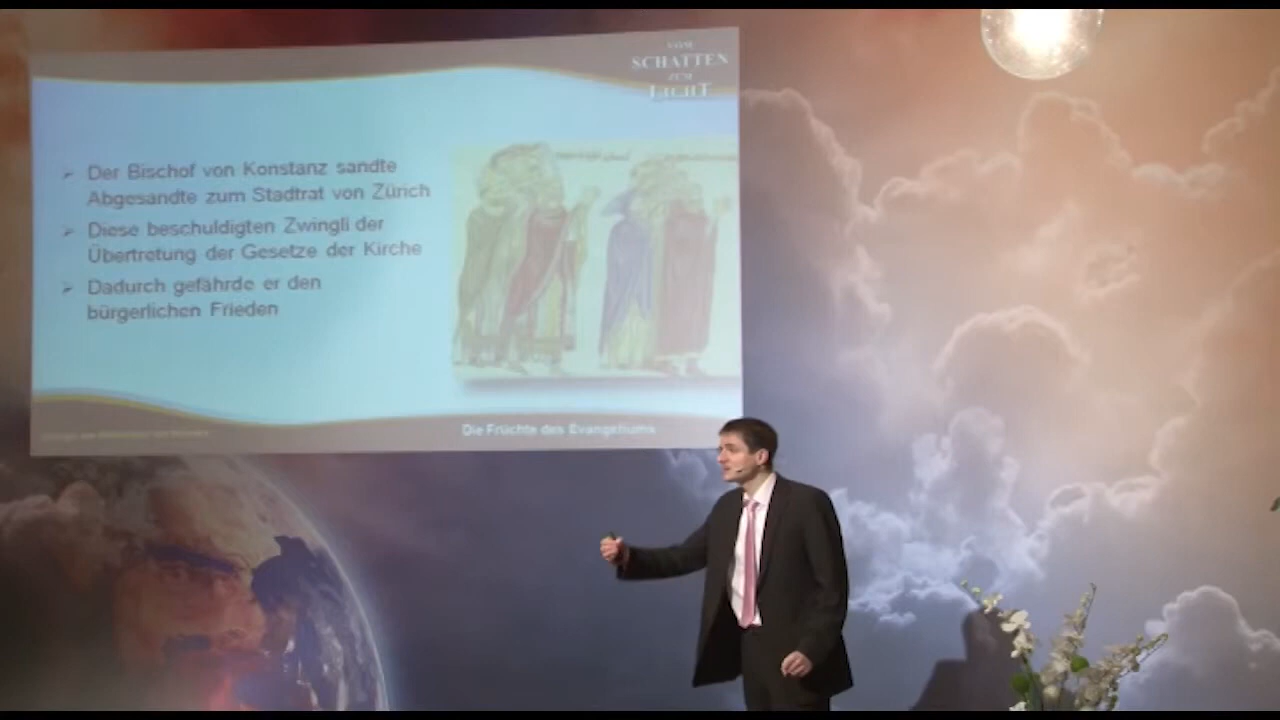 VOM
SCHATTEN
ZUM
LICHT
Der Bischof von Konstanz sandte
Abgesandte zum Stadtrat von Zürich
Diese beschuldigten Zwingli der
Übertretung der Gesetze der Kirche
Dadurch gefährde er den
bürgerlichen Frieden
Die Früchte des Evangeliums